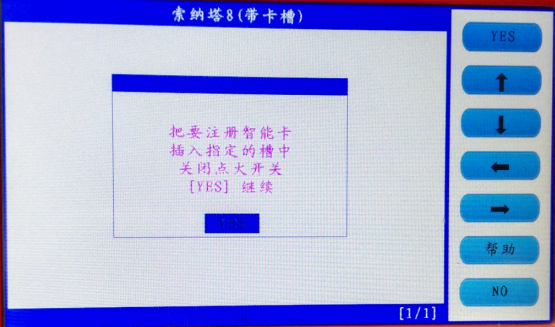 索纳塔8(带卡槽)
把要注册智能卡
插入指定的槽中
关闭点火开关
[YES] 继续
YES
帮助
NO
[1/1]